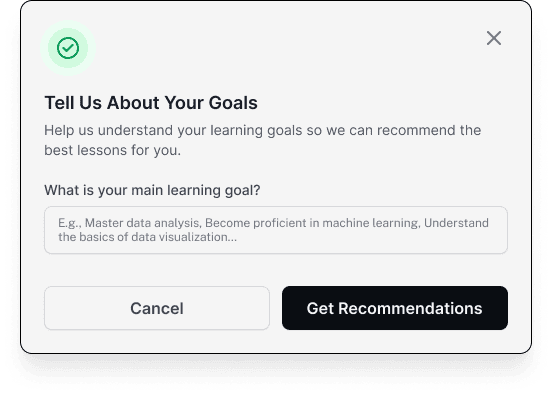 Tell Us About Your Goals
Help us understand your learning goals so we can recommend the
best lessons for you.
What is your main learning goal?
E.g., Master data analysis, Become proficient in machine learning, Understand
the basics of data visualization...
Cancel
Get Recommendations